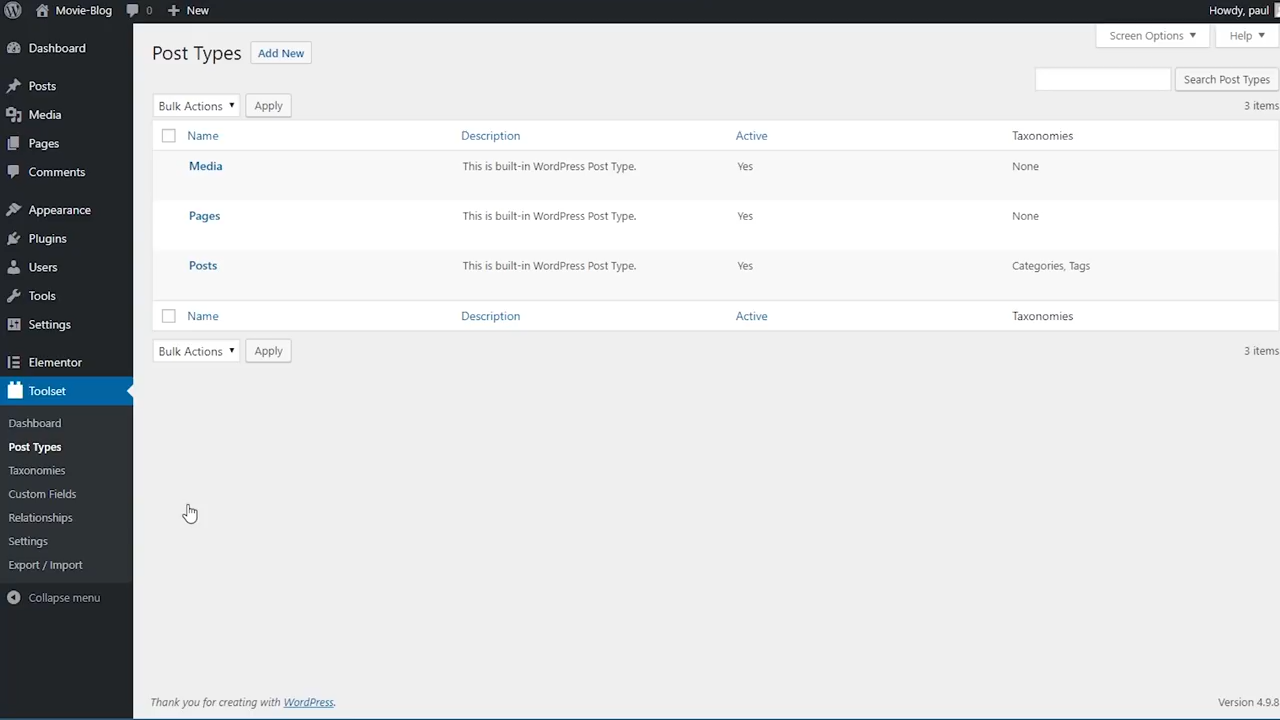 Movie-Blog 0 New Howdy, paul
Screen Options ▼ Help ▼
Dashboard
Posts
Media
Pages
Comments
Appearance
Plugins
Users
Tools
Settings
Elementor
Toolset
Dashboard
Post Types
Taxonomies
Custom Fields
Relationships
Settings
Export / Import
Collapse menu
Post Types Add New
Search Post Types
Bulk Actions ▼ Apply 3 items
Name Description Active Taxonomies
Media This is built-in WordPress Post Type. Yes None
Pages This is built-in WordPress Post Type. Yes None
Posts This is built-in WordPress Post Type. Yes Categories, Tags
Name Description Active Taxonomies
Bulk Actions ▼ Apply 3 items
Thank you for creating with WordPress. Version 4.9.8